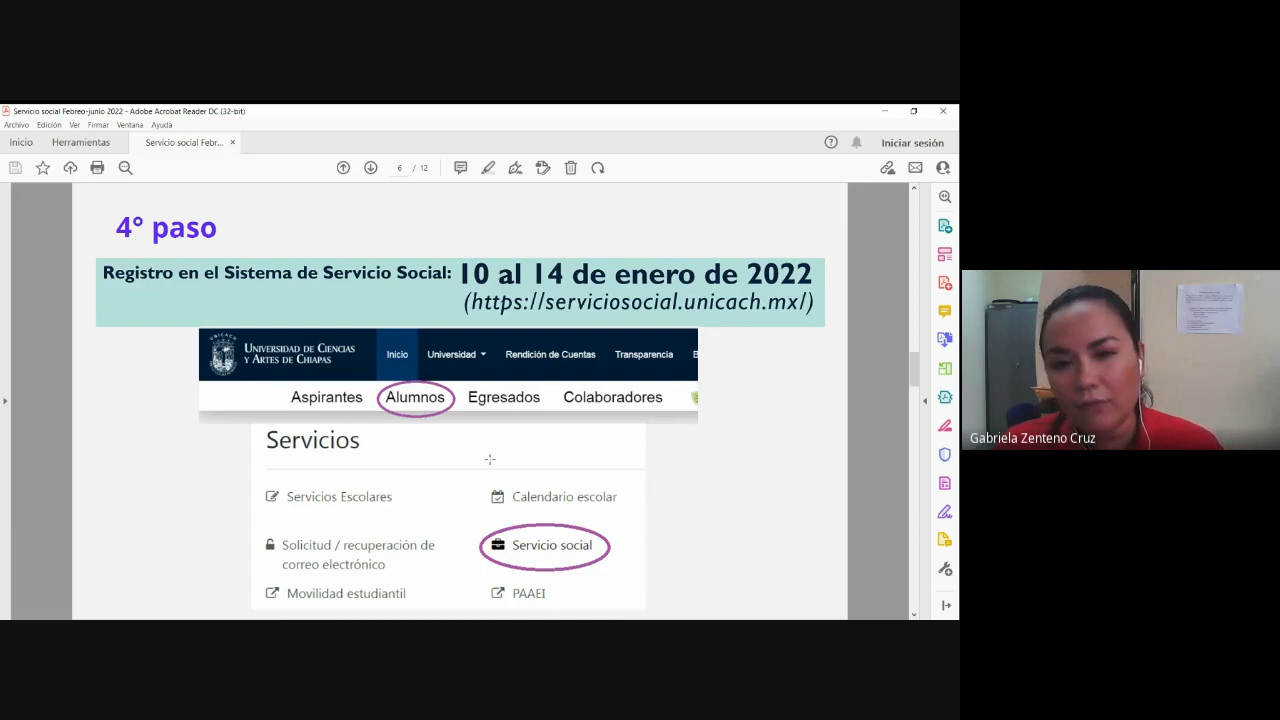 Servicio social Febreo-junio 2022 - Adobe Acrobat Reader DC (32-bit)
Archivo Edición Ver Firmar Ventana Ayuda
Inicio Herramientas Servicio social Febr... × Iniciar sesión
6 / 12
4° paso
Registro en el Sistema de Servicio Social: 10 al 14 de enero de 2022
(https://serviciosocial.unicach.mx/)
UNICACH
UNIVERSIDAD DE CIENCIAS
Y ARTES DE CHIAPAS
Inicio Universidad Rendición de Cuentas Transparencia B
Aspirantes Alumnos Egresados Colaboradores
Servicios
Servicios Escolares Calendario escolar
Solicitud / recuperación de
correo electrónico
Servicio social
Movilidad estudiantil PAAEI
Gabriela Zenteno Cruz